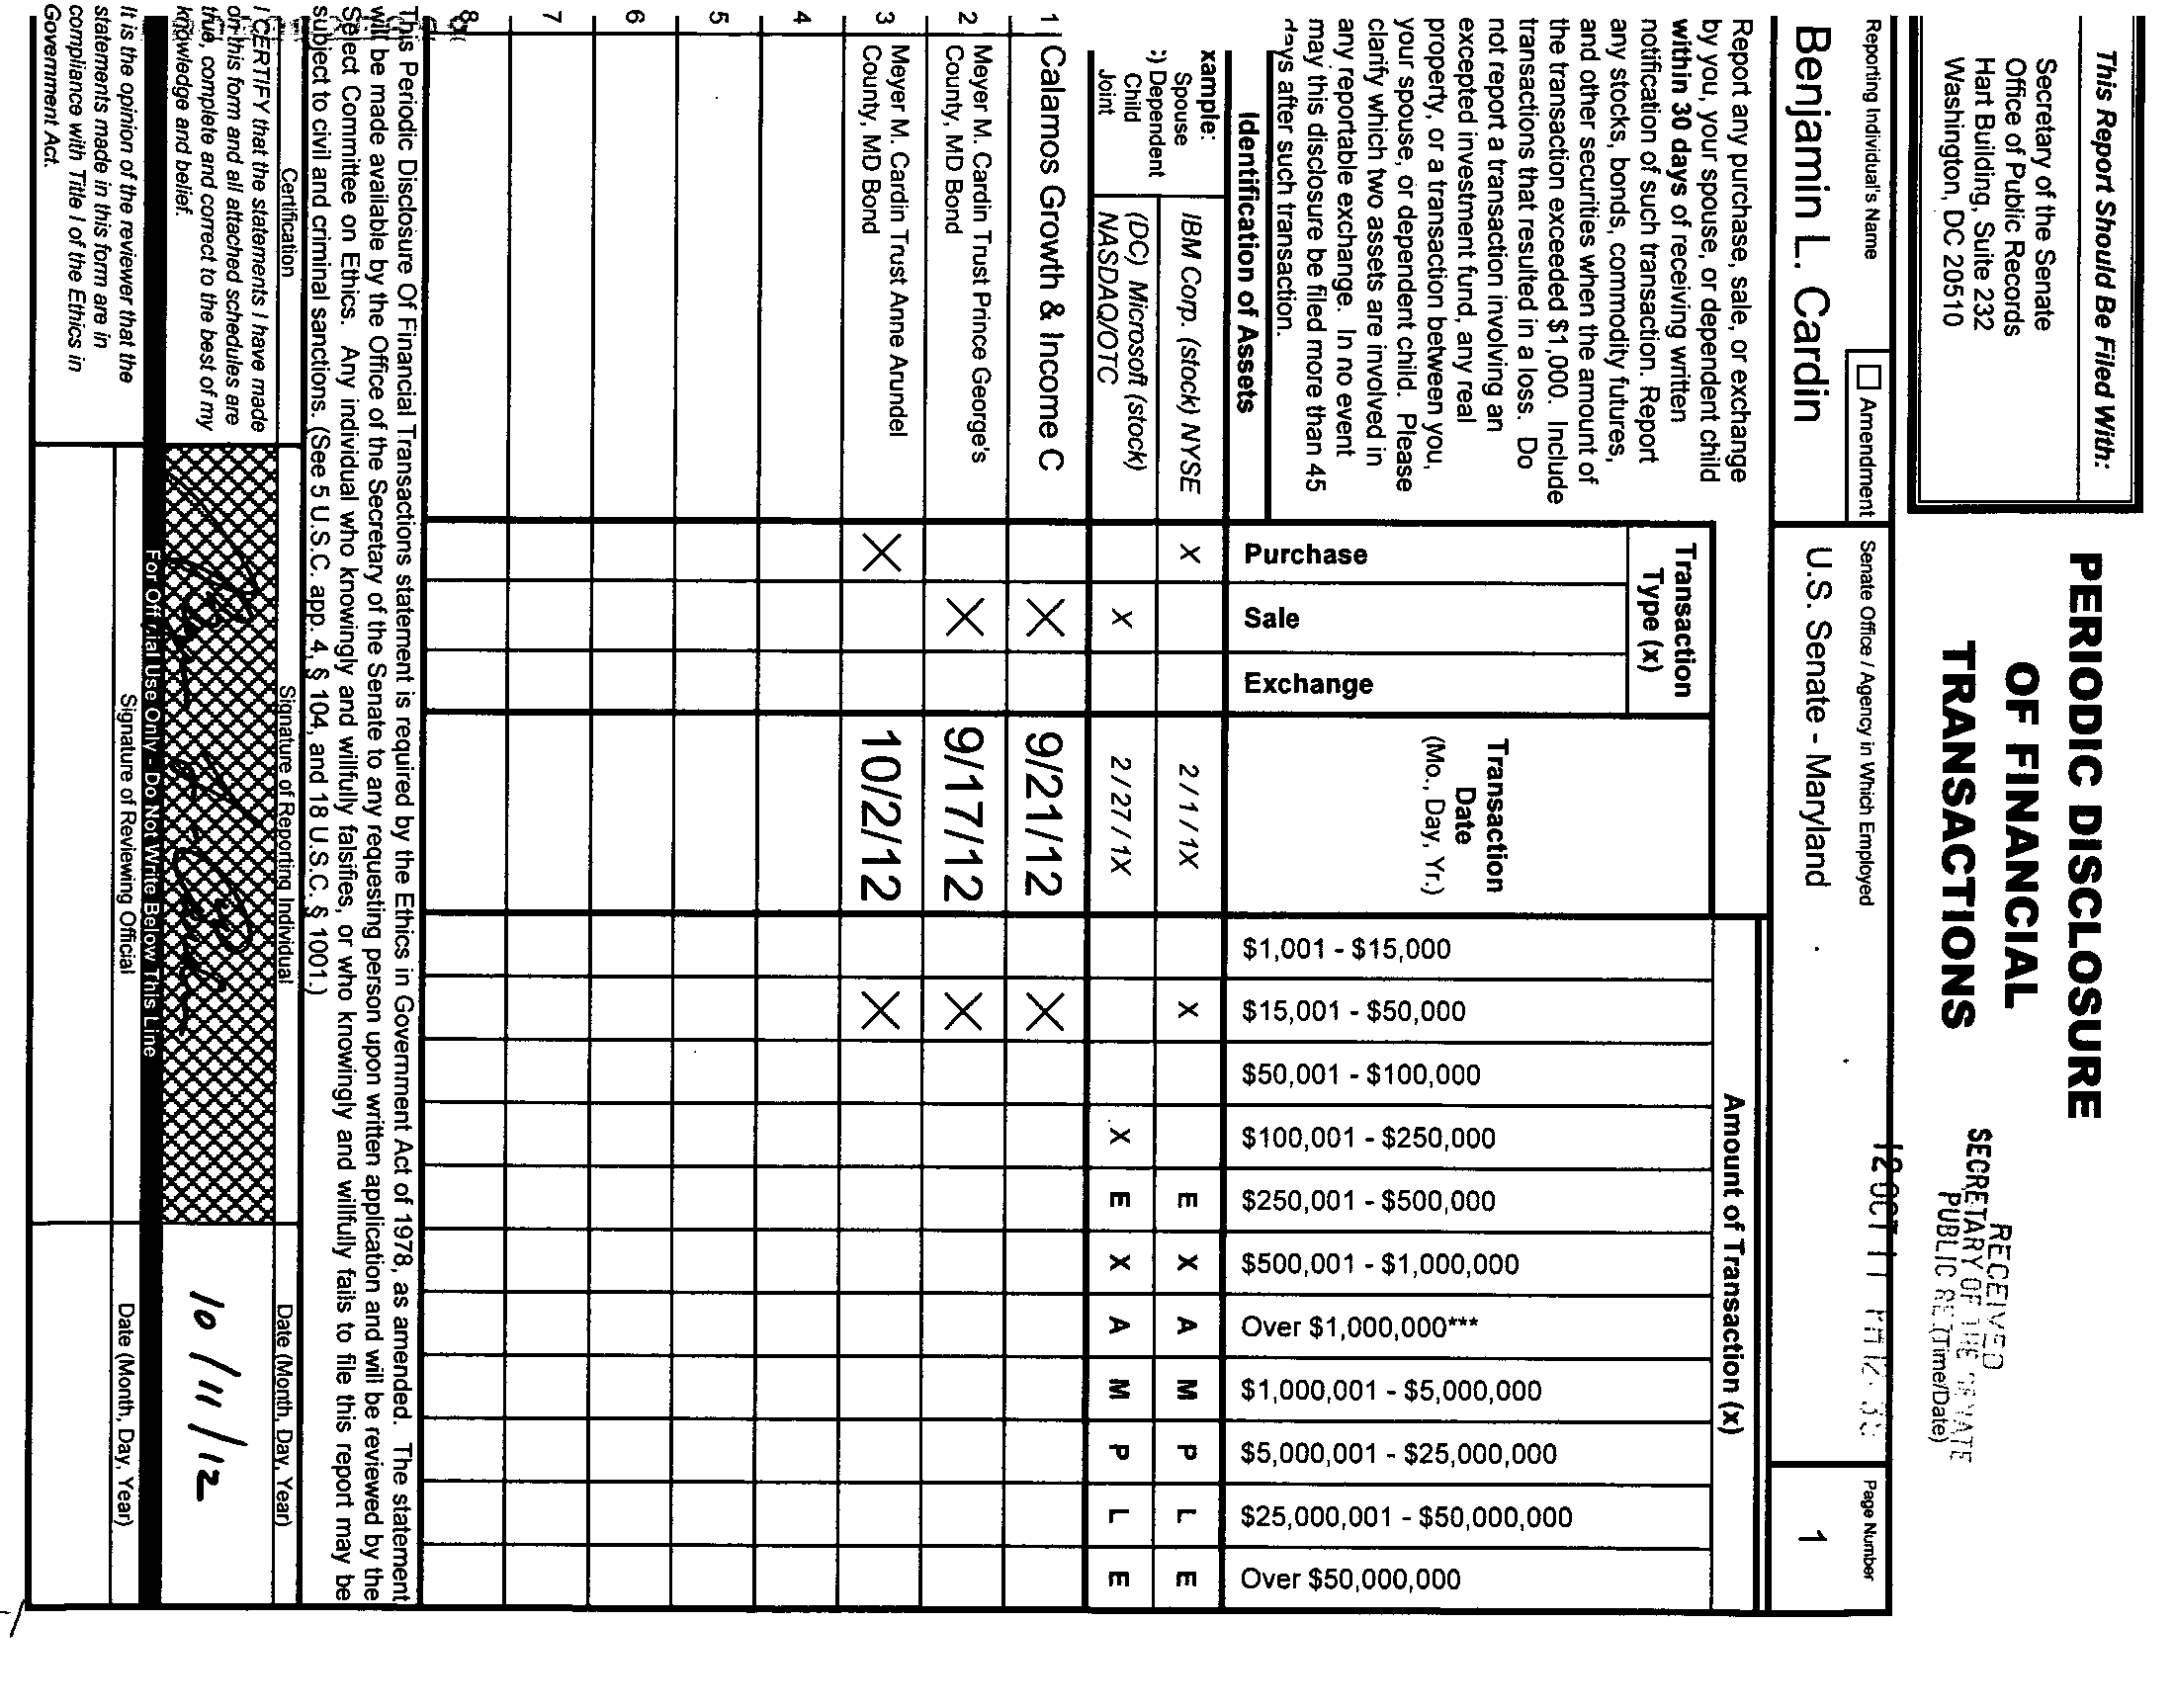 This Report Should Be Filed With:
Secretary of the Senate
Office of Public Records
Hart Building, Suite 232
Washington, DC 20510
PERIODIC DISCLOSURE
OF FINANCIAL
TRANSACTIONS
RECEIVED
SECRETARY OF THE SENATE
PUBLIC RE (Time/Date)
12 OCT 11 PM 12:
Reporting Individual's Name
Amendment
Senate Office / Agency in Which Employed
Page Number
Benjamin L. Cardin
U.S. Senate - Maryland
1
Report any purchase, sale, or exchange
by you, your spouse, or dependent child
within 30 days of receiving written
notification of such transaction. Report
any stocks, bonds, commodity futures,
and other securities when the amount of
the transaction exceeded $1,000. Include
transactions that resulted in a loss. Do
not report a transaction involving an
excepted investment fund, any real
property, or a transaction between you,
your spouse, or dependent child. Please
clarify which two assets are involved in
any reportable exchange. In no event
may this disclosure be filed more than 45
days after such transaction.
Identification of Assets
Transaction
Type (x)
Purchase
Sale
Exchange
Transaction
Date
(Mo., Day, Yr.)
Amount of Transaction (x)
$1,001 - $15,000
$15,001 - $50,000
$50,001 - $100,000
$100,001 - $250,000
$250,001 - $500,000
$500,001 - $1,000,000
Over $1,000,000***
$1,000,001 - $5,000,000
$5,000,001 - $25,000,000
$25,000,001 - $50,000,000
Over $50,000,000
xample:
Spouse
:) Dependent
Child
Joint
IBM Corp. (stock) NYSE X 2/1/1X X E X A M P L E
(DC) Microsoft (stock)
NASDAQ/OTC X 2/27/1X X E X A M P L E
1 Calamos Growth & Income C X 9/21/12 X
2 Meyer M. Cardin Trust Prince George's
County, MD Bond X 9/17/12 X
3 Meyer M. Cardin Trust Anne Arundel
County, MD Bond X 10/2/12 X
4
5
6
7
8
This Periodic Disclosure Of Financial Transactions statement is required by the Ethics in Government Act of 1978, as amended. The statement
will be made available by the Office of the Secretary of the Senate to any requesting person upon written application and will be reviewed by the
Select Committee on Ethics. Any individual who knowingly and willfully falsifies, or who knowingly and willfully fails to file this report may be
subject to civil and criminal sanctions. (See 5 U.S.C. app. 4, § 104, and 18 U.S.C. § 1001.)
Certification
Signature of Reporting Individual
Date (Month, Day, Year)
I CERTIFY that the statements I have made
on this form and all attached schedules are
true, complete and correct to the best of my
knowledge and belief.
10/11/12
For Official Use Only - Do Not Write Below This Line
It is the opinion of the reviewer that the
statements made in this form are in
compliance with Title I of the Ethics in
Government Act.
Signature of Reviewing Official
Date (Month, Day, Year)